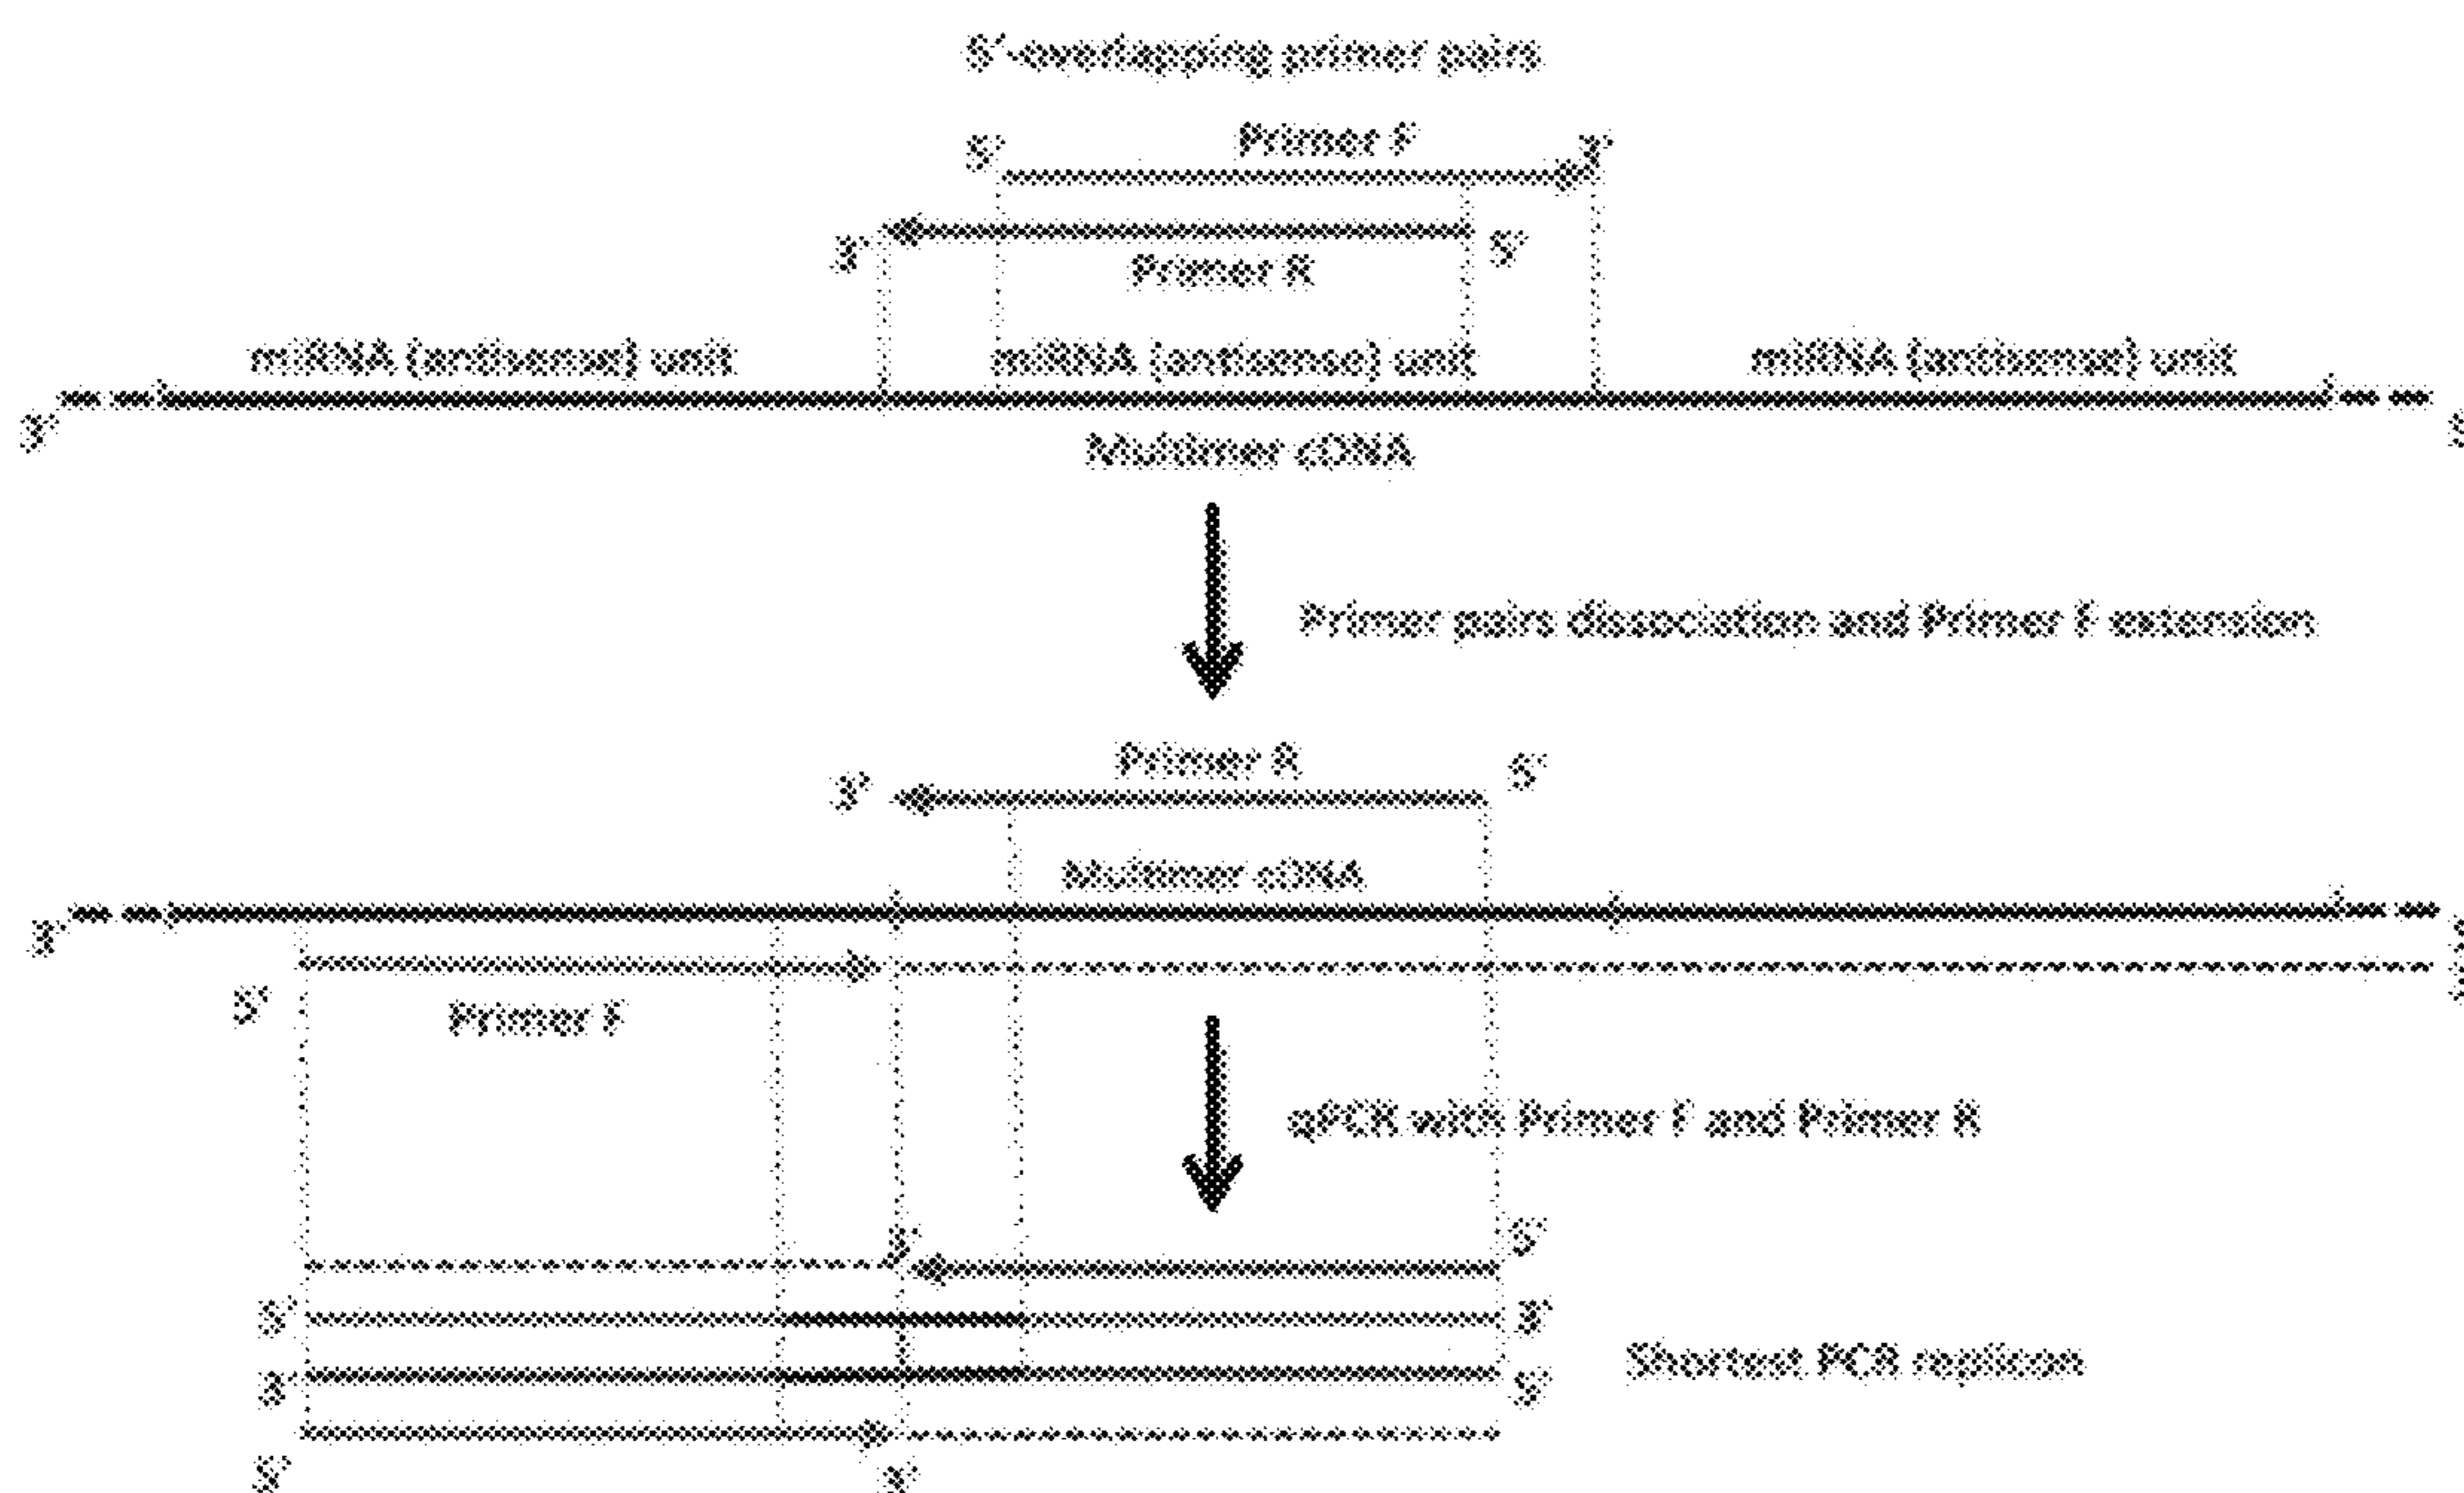 5'-overlapping primer pairs
Primer F
5' 3'
3' 5'
Primer R
miRNA (antisense) unit miRNA (antisense) unit miRNA (antisense) unit
3'
Multimer cDNA
Primer pairs dissociation and Primer F extension
Primer R
3' 5'
Multimer cDNA
3'
5'
Primer F
qPCR with Primer F and Primer R
3' 5'
5' 3'
Shortest PCR replicon
3' 5'
5' 3'